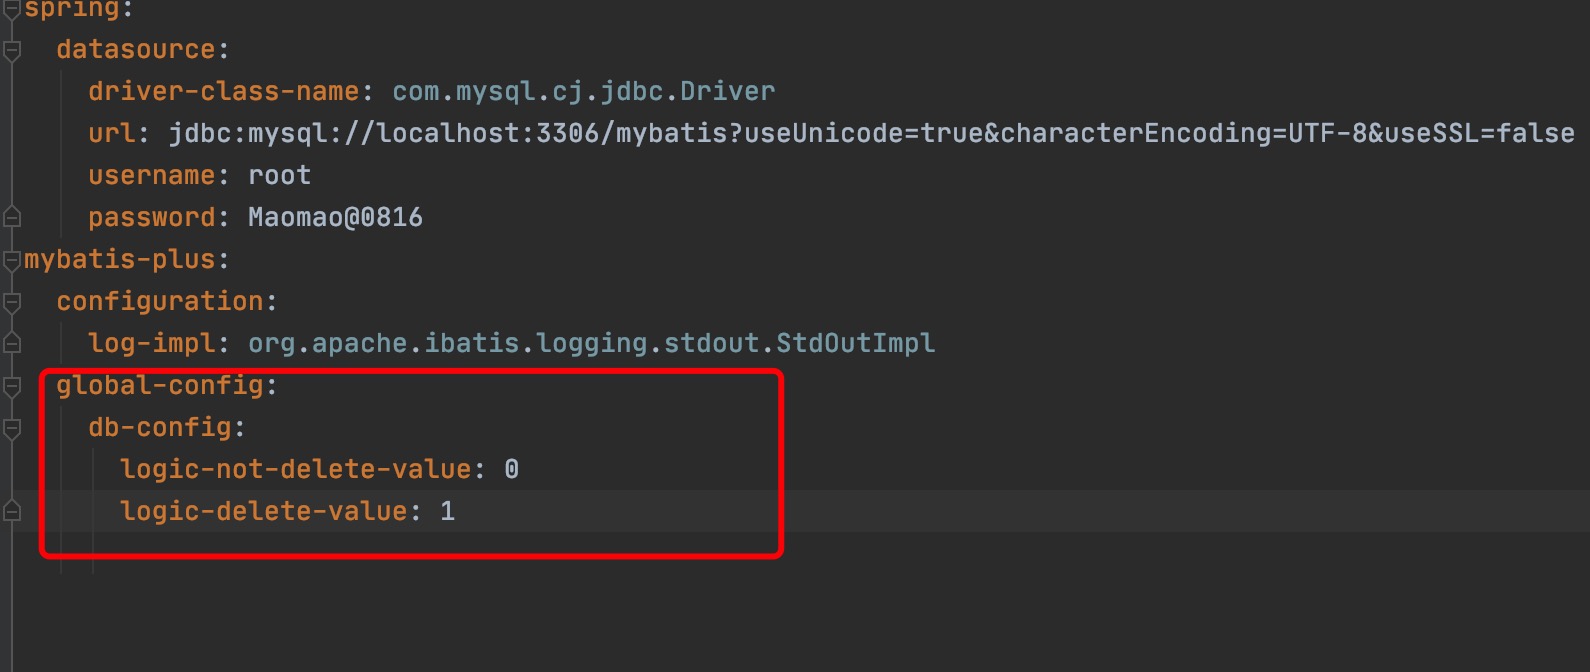 spring:
datasource:
driver-class-name: com.mysql.cj.jdbc.Driver
url: jdbc:mysql://localhost:3306/mybatis?useUnicode=true&characterEncoding=UTF-8&useSSL=false
username: root
password: Maomao@0816
mybatis-plus:
configuration:
log-impl: org.apache.ibatis.logging.stdout.StdOutImpl
global-config:
db-config:
logic-not-delete-value: 0
logic-delete-value: 1